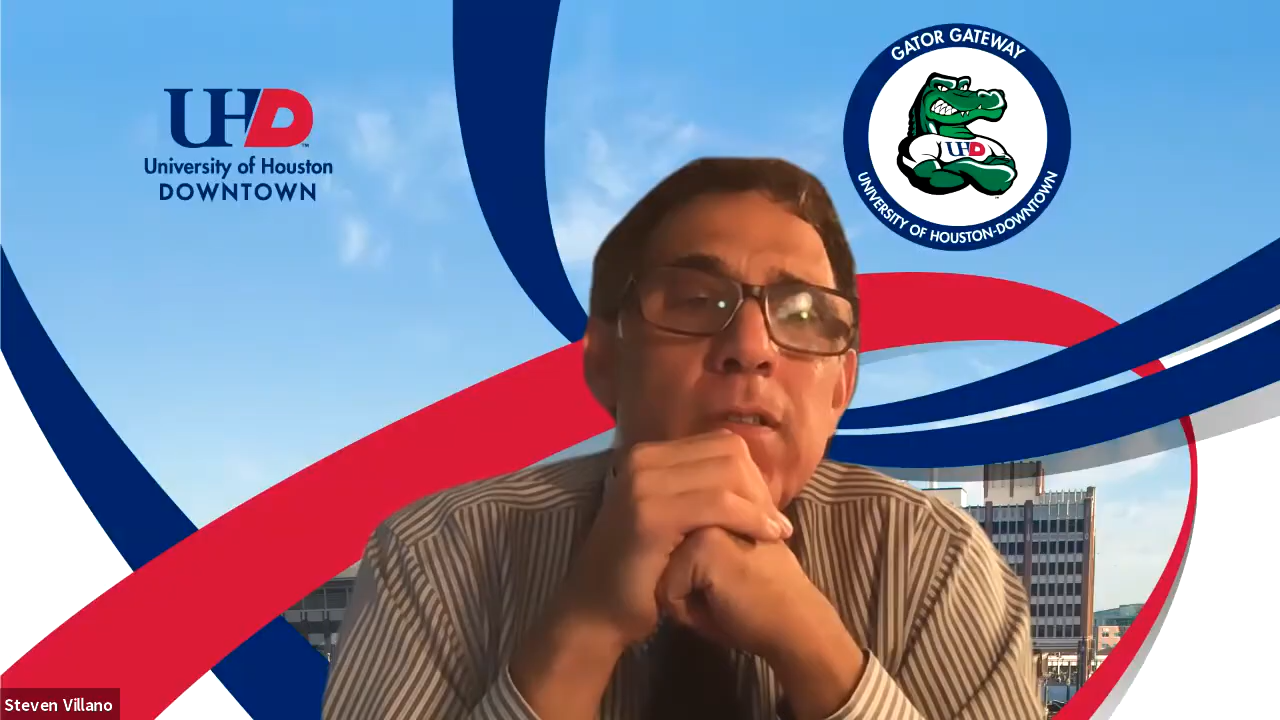 UHD
University of Houston
DOWNTOWN
GATOR GATEWAY
UHD
UNIVERSITY OF HOUSTON-DOWNTOWN
Steven Villano